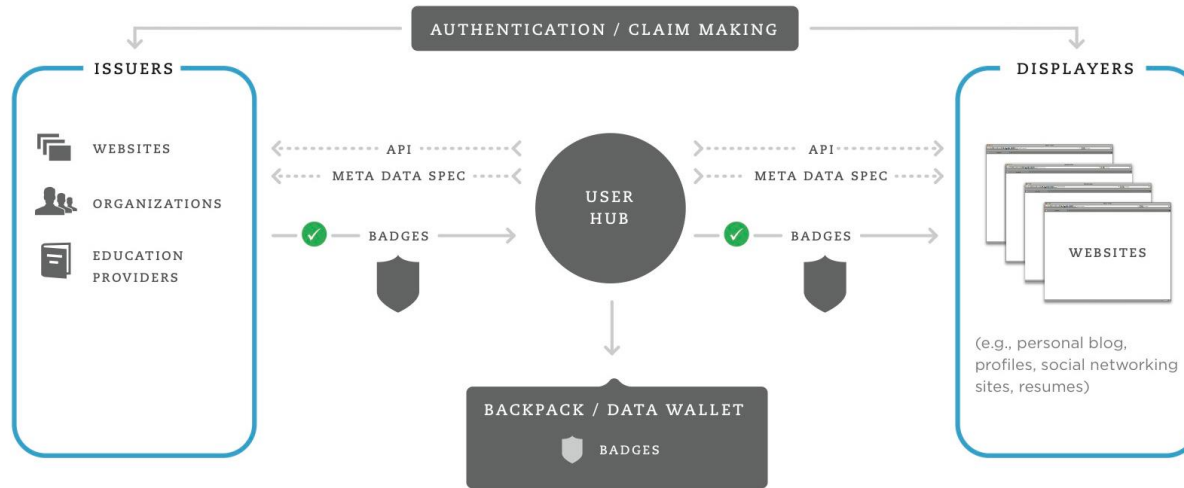 AUTHENTICATION / CLAIM MAKING
ISSUERS
WEBSITES
ORGANIZATIONS
EDUCATION
PROVIDERS
API
META DATA SPEC
BADGES
USER
HUB
API
META DATA SPEC
BADGES
DISPLAYERS
WEBSITES
(e.g., personal blog,
profiles, social networking
sites, resumes)
BACKPACK / DATA WALLET
BADGES